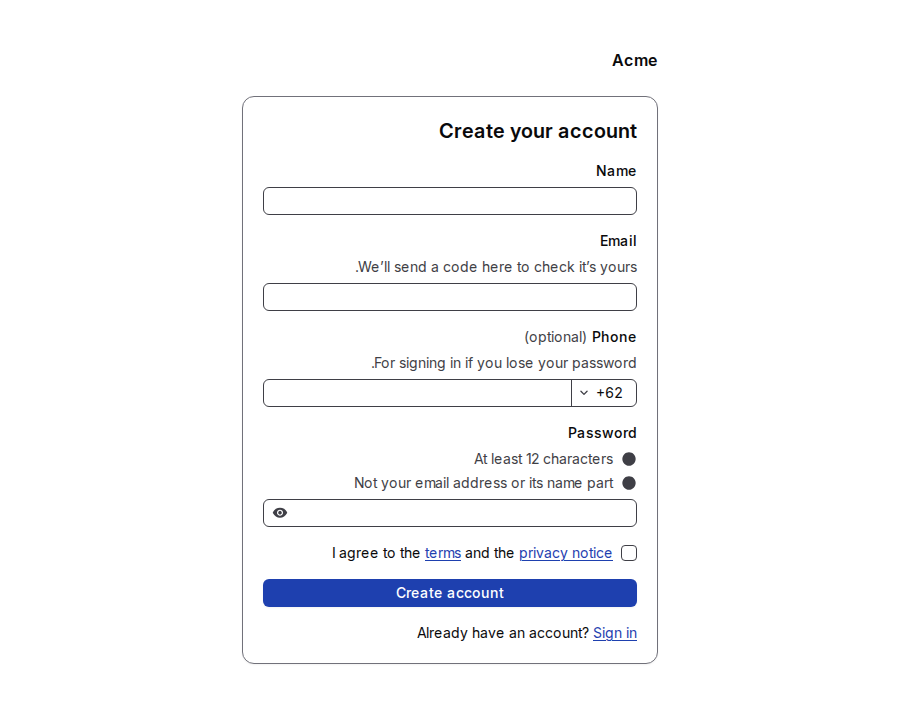 Acme
Create your account
Name
Email
.We’ll send a code here to check it’s yours
(optional) Phone
.For signing in if you lose your password
+62
Password
At least 12 characters
Not your email address or its name part
I agree to the terms and the privacy notice
Create account
Already have an account? Sign in